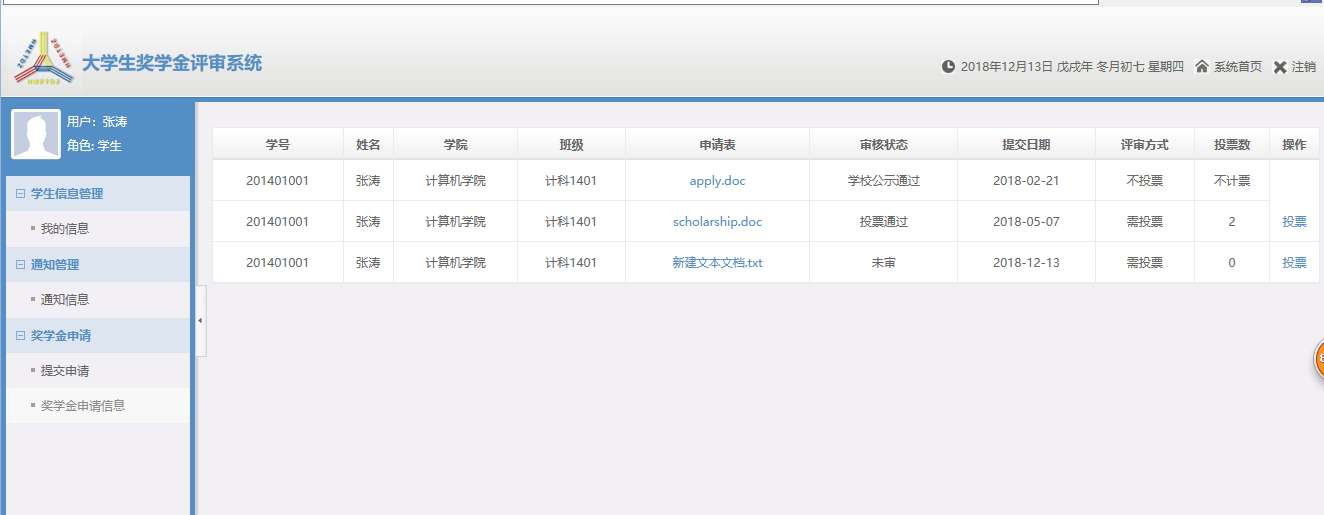 大学生奖学金评审系统
2018年12月13日 戊戌年 冬月初七 星期四 系统首页 注销
用户：张涛
角色: 学生
学生信息管理
我的信息
通知管理
通知信息
奖学金申请
提交申请
奖学金申请信息
学号 姓名 学院 班级 申请表 审核状态 提交日期 评审方式 投票数 操作
201401001 张涛 计算机学院 计科1401 apply.doc 学校公示通过 2018-02-21 不投票 不计票
201401001 张涛 计算机学院 计科1401 scholarship.doc 投票通过 2018-05-07 需投票 2 投票
201401001 张涛 计算机学院 计科1401 新建文本文档.txt 未审 2018-12-13 需投票 0 投票